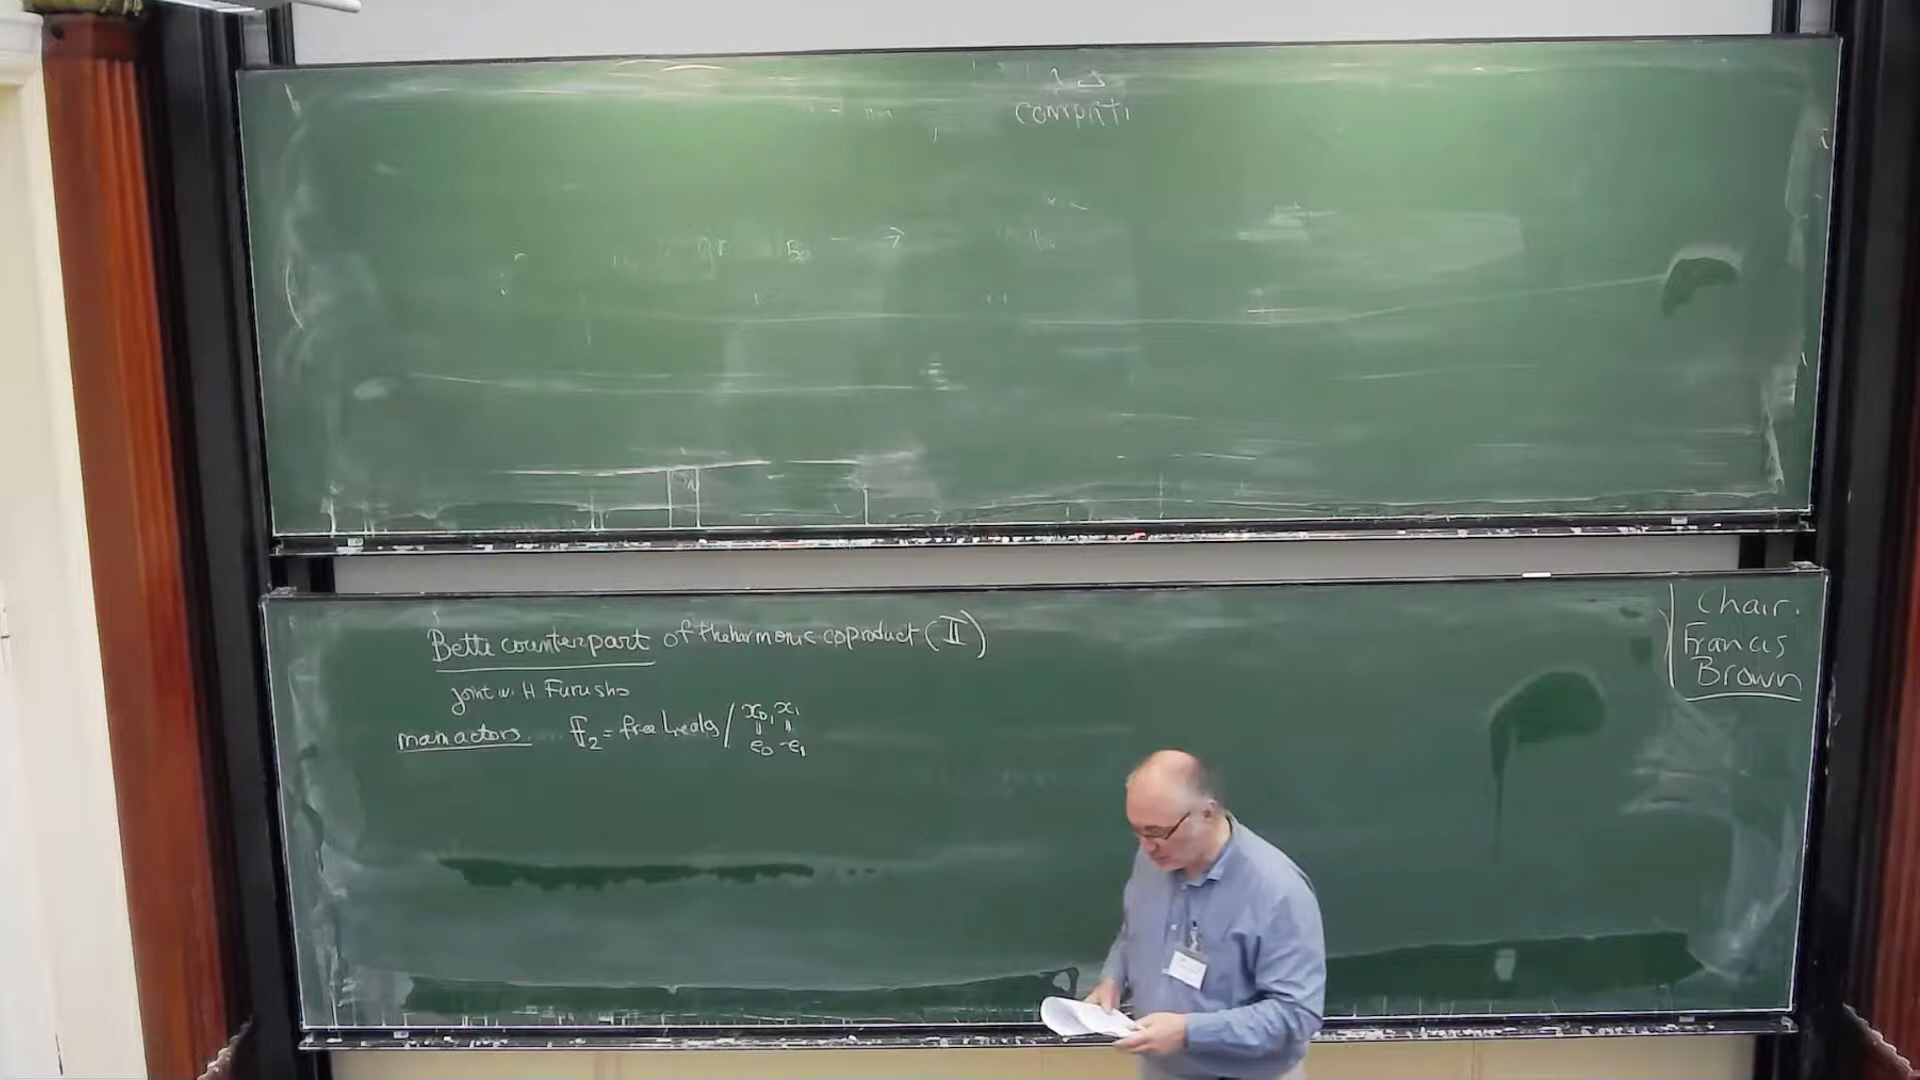 compati
gr
Betti counterpart of the harmonic coproduct (II)
joint w. H Furusho
main actors 𝔽₂ = free Lie alg / x₀, x₁
e₀ -e₁
Chair.
Francis
Brown